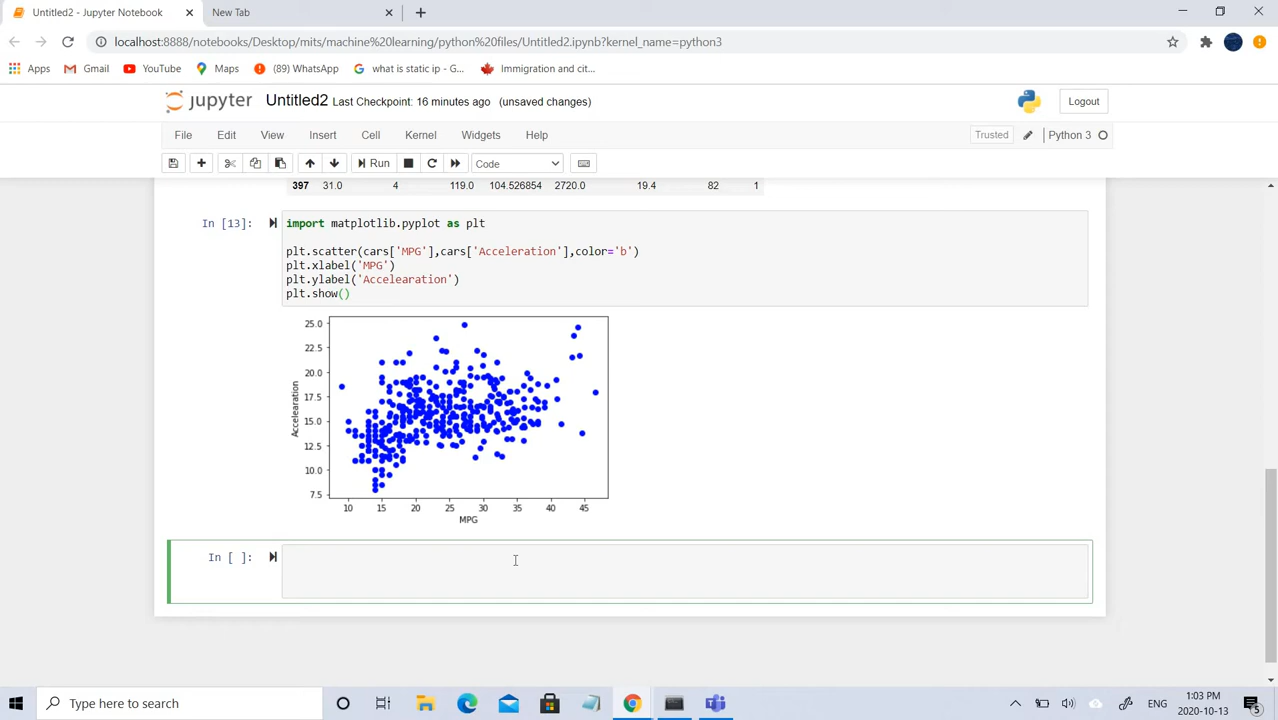 Untitled2 - Jupyter Notebook
New Tab
localhost:8888/notebooks/Desktop/mits/machine%20learning/python%20files/Untitled2.ipynb?kernel_name=python3
Apps Gmail YouTube Maps (89) WhatsApp what is static ip - G... Immigration and cit...
jupyter Untitled2 Last Checkpoint: 16 minutes ago (unsaved changes) Logout
File Edit View Insert Cell Kernel Widgets Help Trusted Python 3
Run Code
397 31.0 4 119.0 104.526854 2720.0 19.4 82 1
In [13]: import matplotlib.pyplot as plt
plt.scatter(cars['MPG'],cars['Acceleration'],color='b')
plt.xlabel('MPG')
plt.ylabel('Accelearation')
plt.show()
25.0
22.5
20.0
17.5
15.0
12.5
10.0
7.5
Accelearation
10 15 20 25 30 35 40 45
MPG
In [ ]:
Type here to search
ENG
1:03 PM
2020-10-13
5